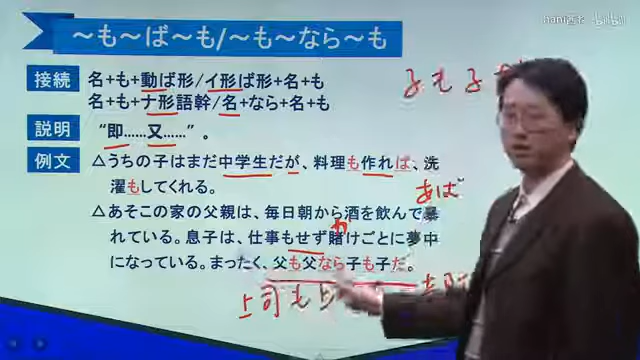 ～も～ば～も/～も～なら～も
接続 名+も+動ば形/イ形ば形+名+も
名+も+ナ形語幹/名+なら+名+も
説明 “即……又……”。
例文 △うちの子はまだ中学生だが、料理も作れば、洗
濯もしてくれる。
あば
△あそこの家の父親は、毎日朝から酒を飲んで暴
れている。息子は、仕事もせず賭けごとに夢中
か
になっている。まったく、父も父なら子も子だ。
上司も
bilibili